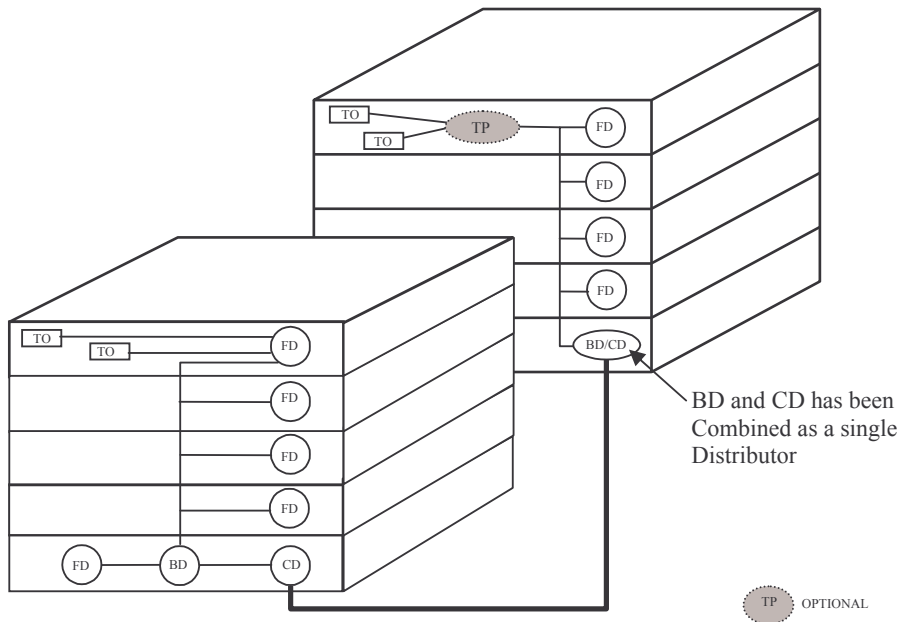 TO
TP
FD
TO
FD
FD
FD
BD/CD
BD and CD has been
Combined as a single
Distributor
TO
TO
FD
FD
FD
FD
FD
BD
CD
TP OPTIONAL